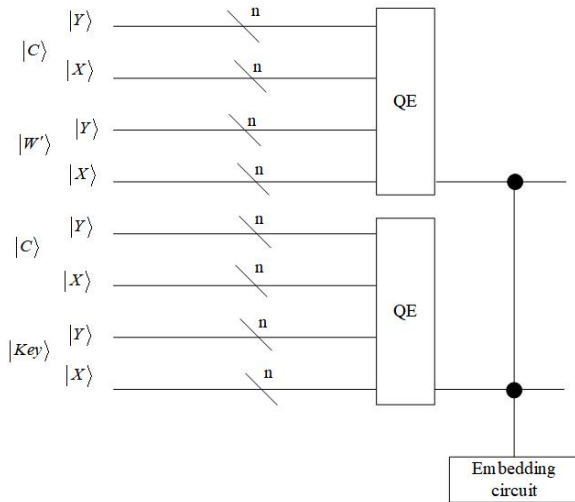 |Y⟩ n
|C⟩
|X⟩ n
QE
|W'⟩ |Y⟩ n
|X⟩ n
|Y⟩ n
|C⟩
|X⟩ n
QE
|Y⟩ n
|Key⟩
|X⟩ n
Embedding
circuit